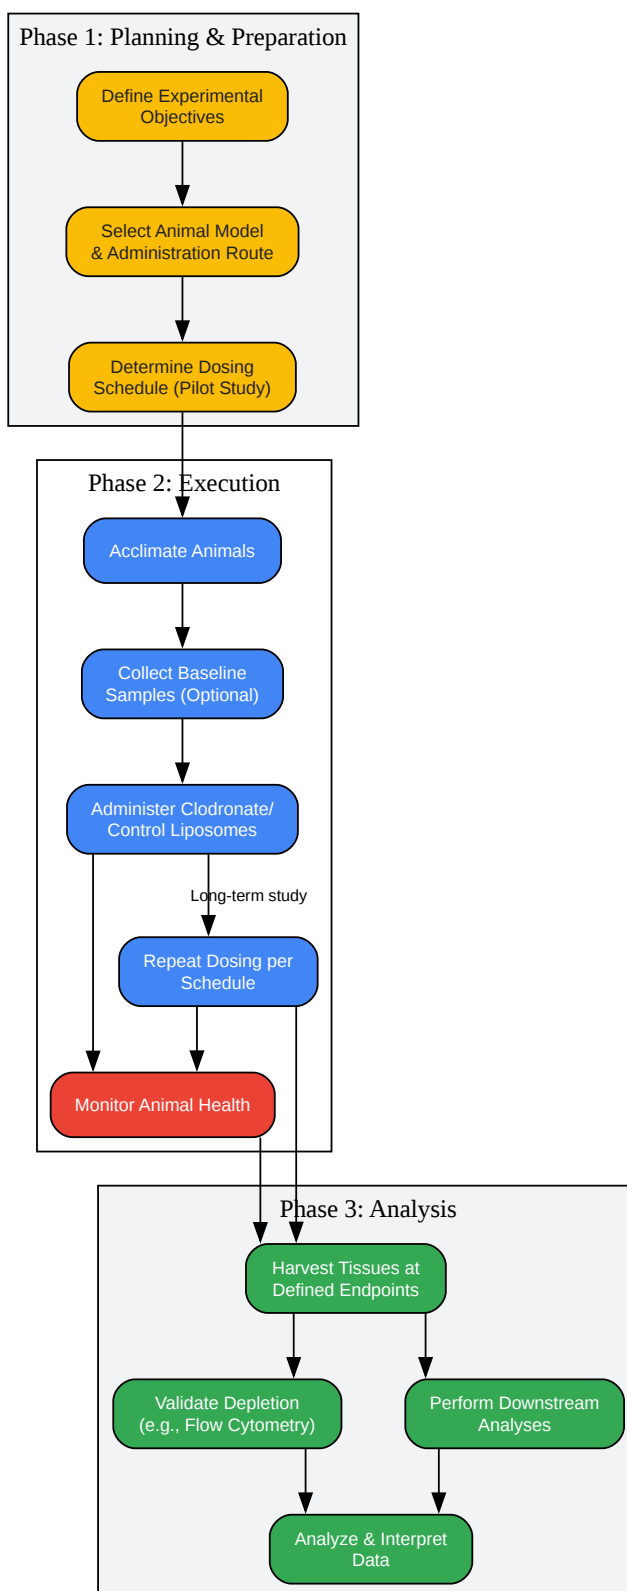 Phase 1: Planning & Preparation
Define Experimental
Objectives
Select Animal Model
& Administration Route
Determine Dosing
Schedule (Pilot Study)
Phase 2: Execution
Acclimate Animals
Collect Baseline
Samples (Optional)
Administer Clodronate/
Control Liposomes
Long-term study
Repeat Dosing per
Schedule
Monitor Animal Health
Phase 3: Analysis
Harvest Tissues at
Defined Endpoints
Validate Depletion
(e.g., Flow Cytometry)
Perform Downstream
Analyses
Analyze & Interpret
Data